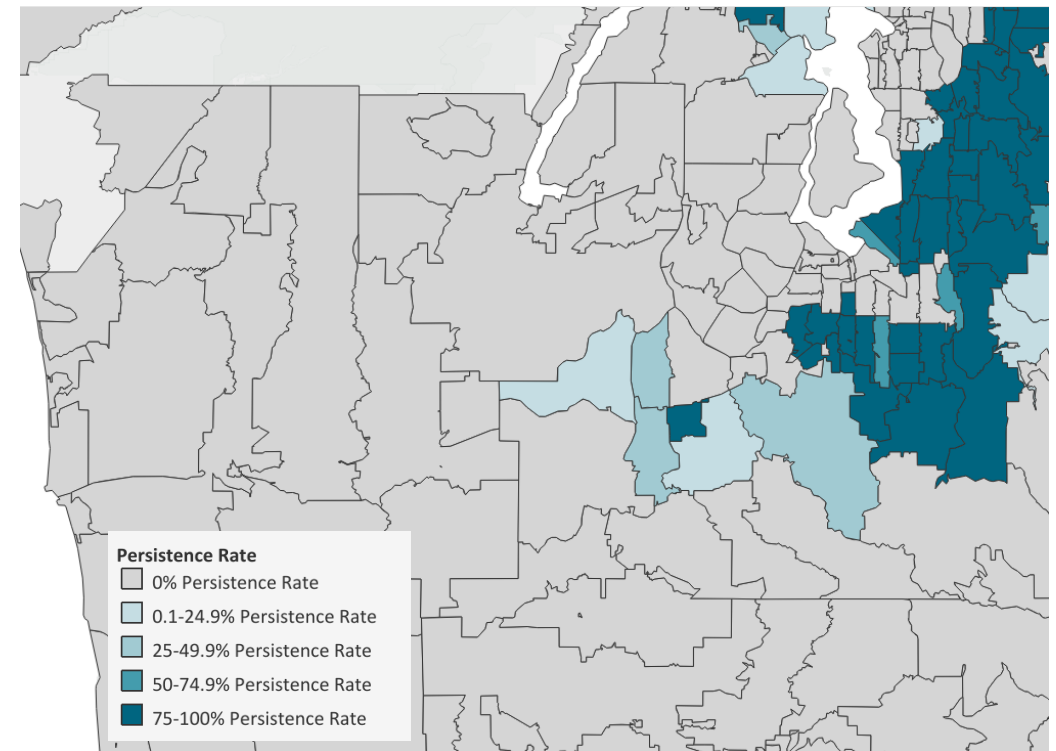 Persistence Rate
0% Persistence Rate
0.1-24.9% Persistence Rate
25-49.9% Persistence Rate
50-74.9% Persistence Rate
75-100% Persistence Rate